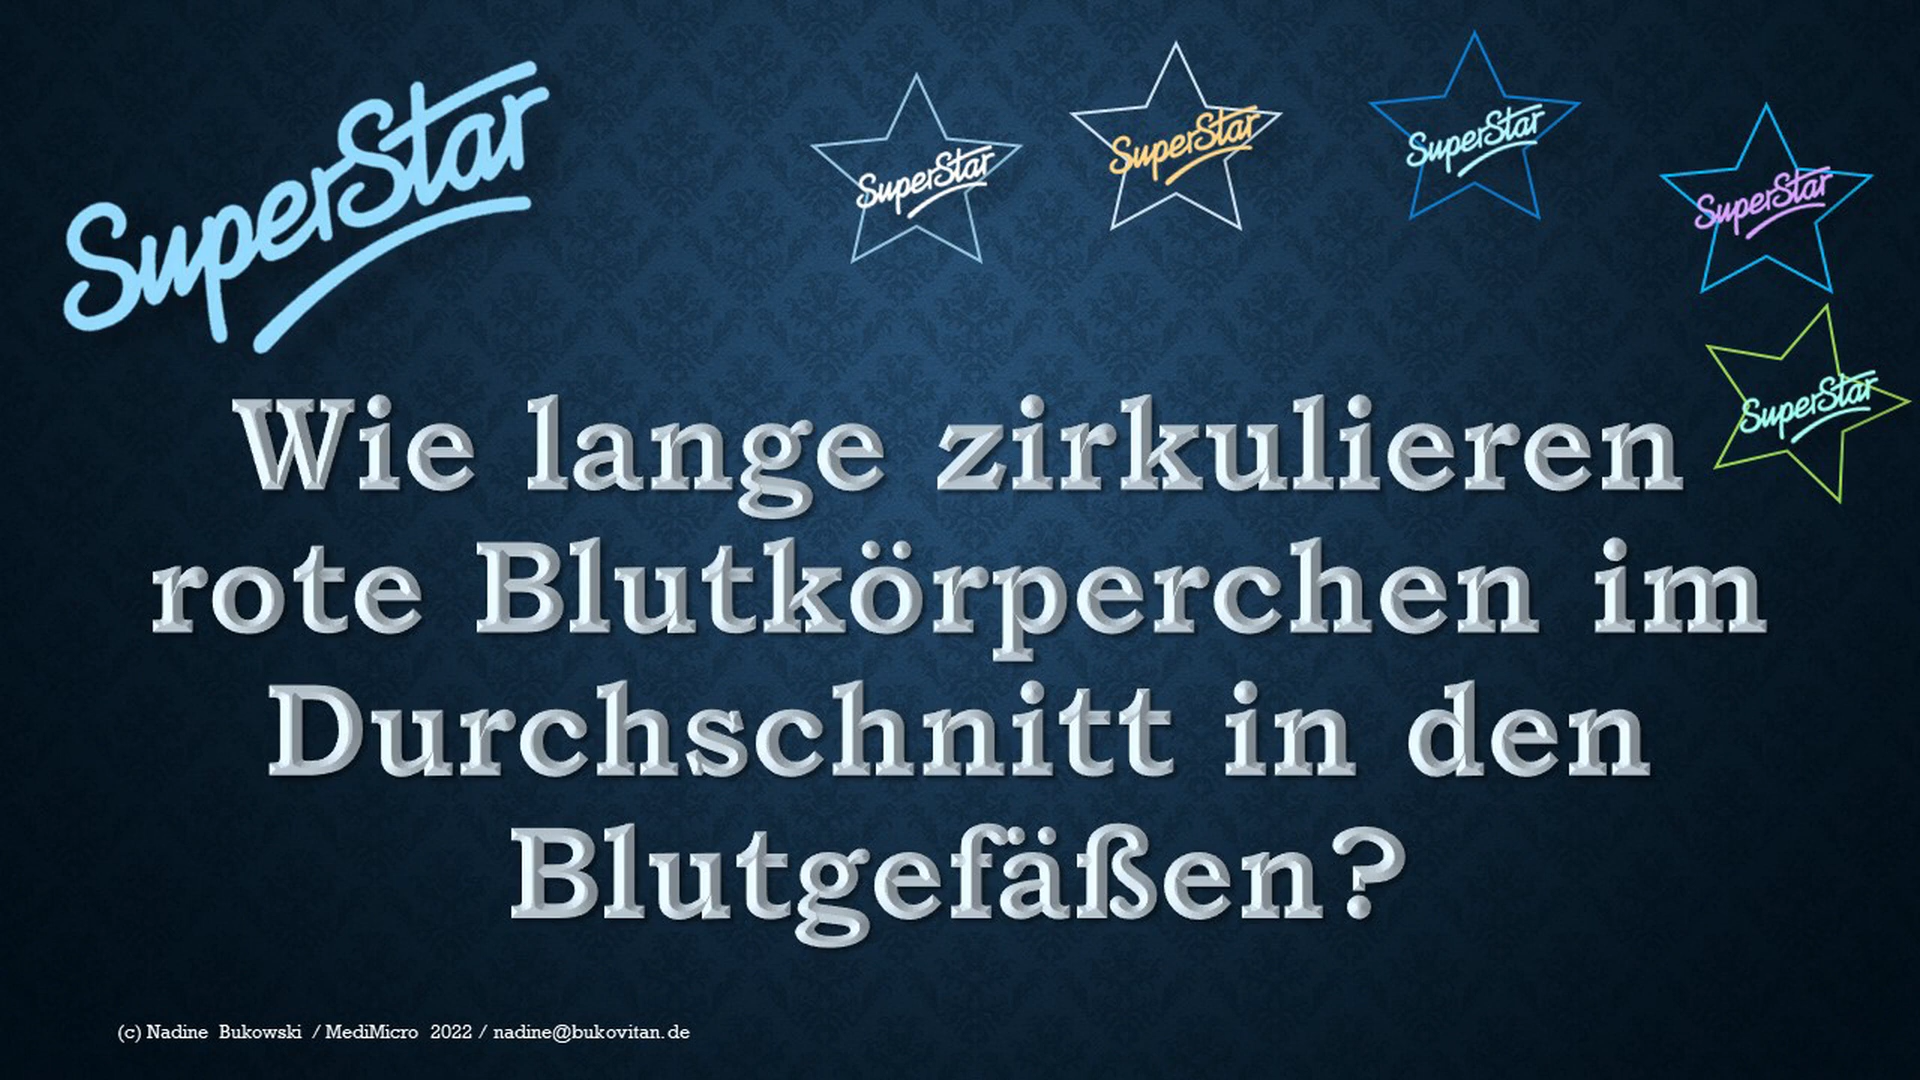 SuperStar
SuperStar
SuperStar
SuperStar
SuperStar
SuperStar
Wie lange zirkulieren
rote Blutkörperchen im
Durchschnitt in den
Blutgefäßen?
(c) Nadine Bukowski / MediMicro 2022 / nadine@bukovitan.de